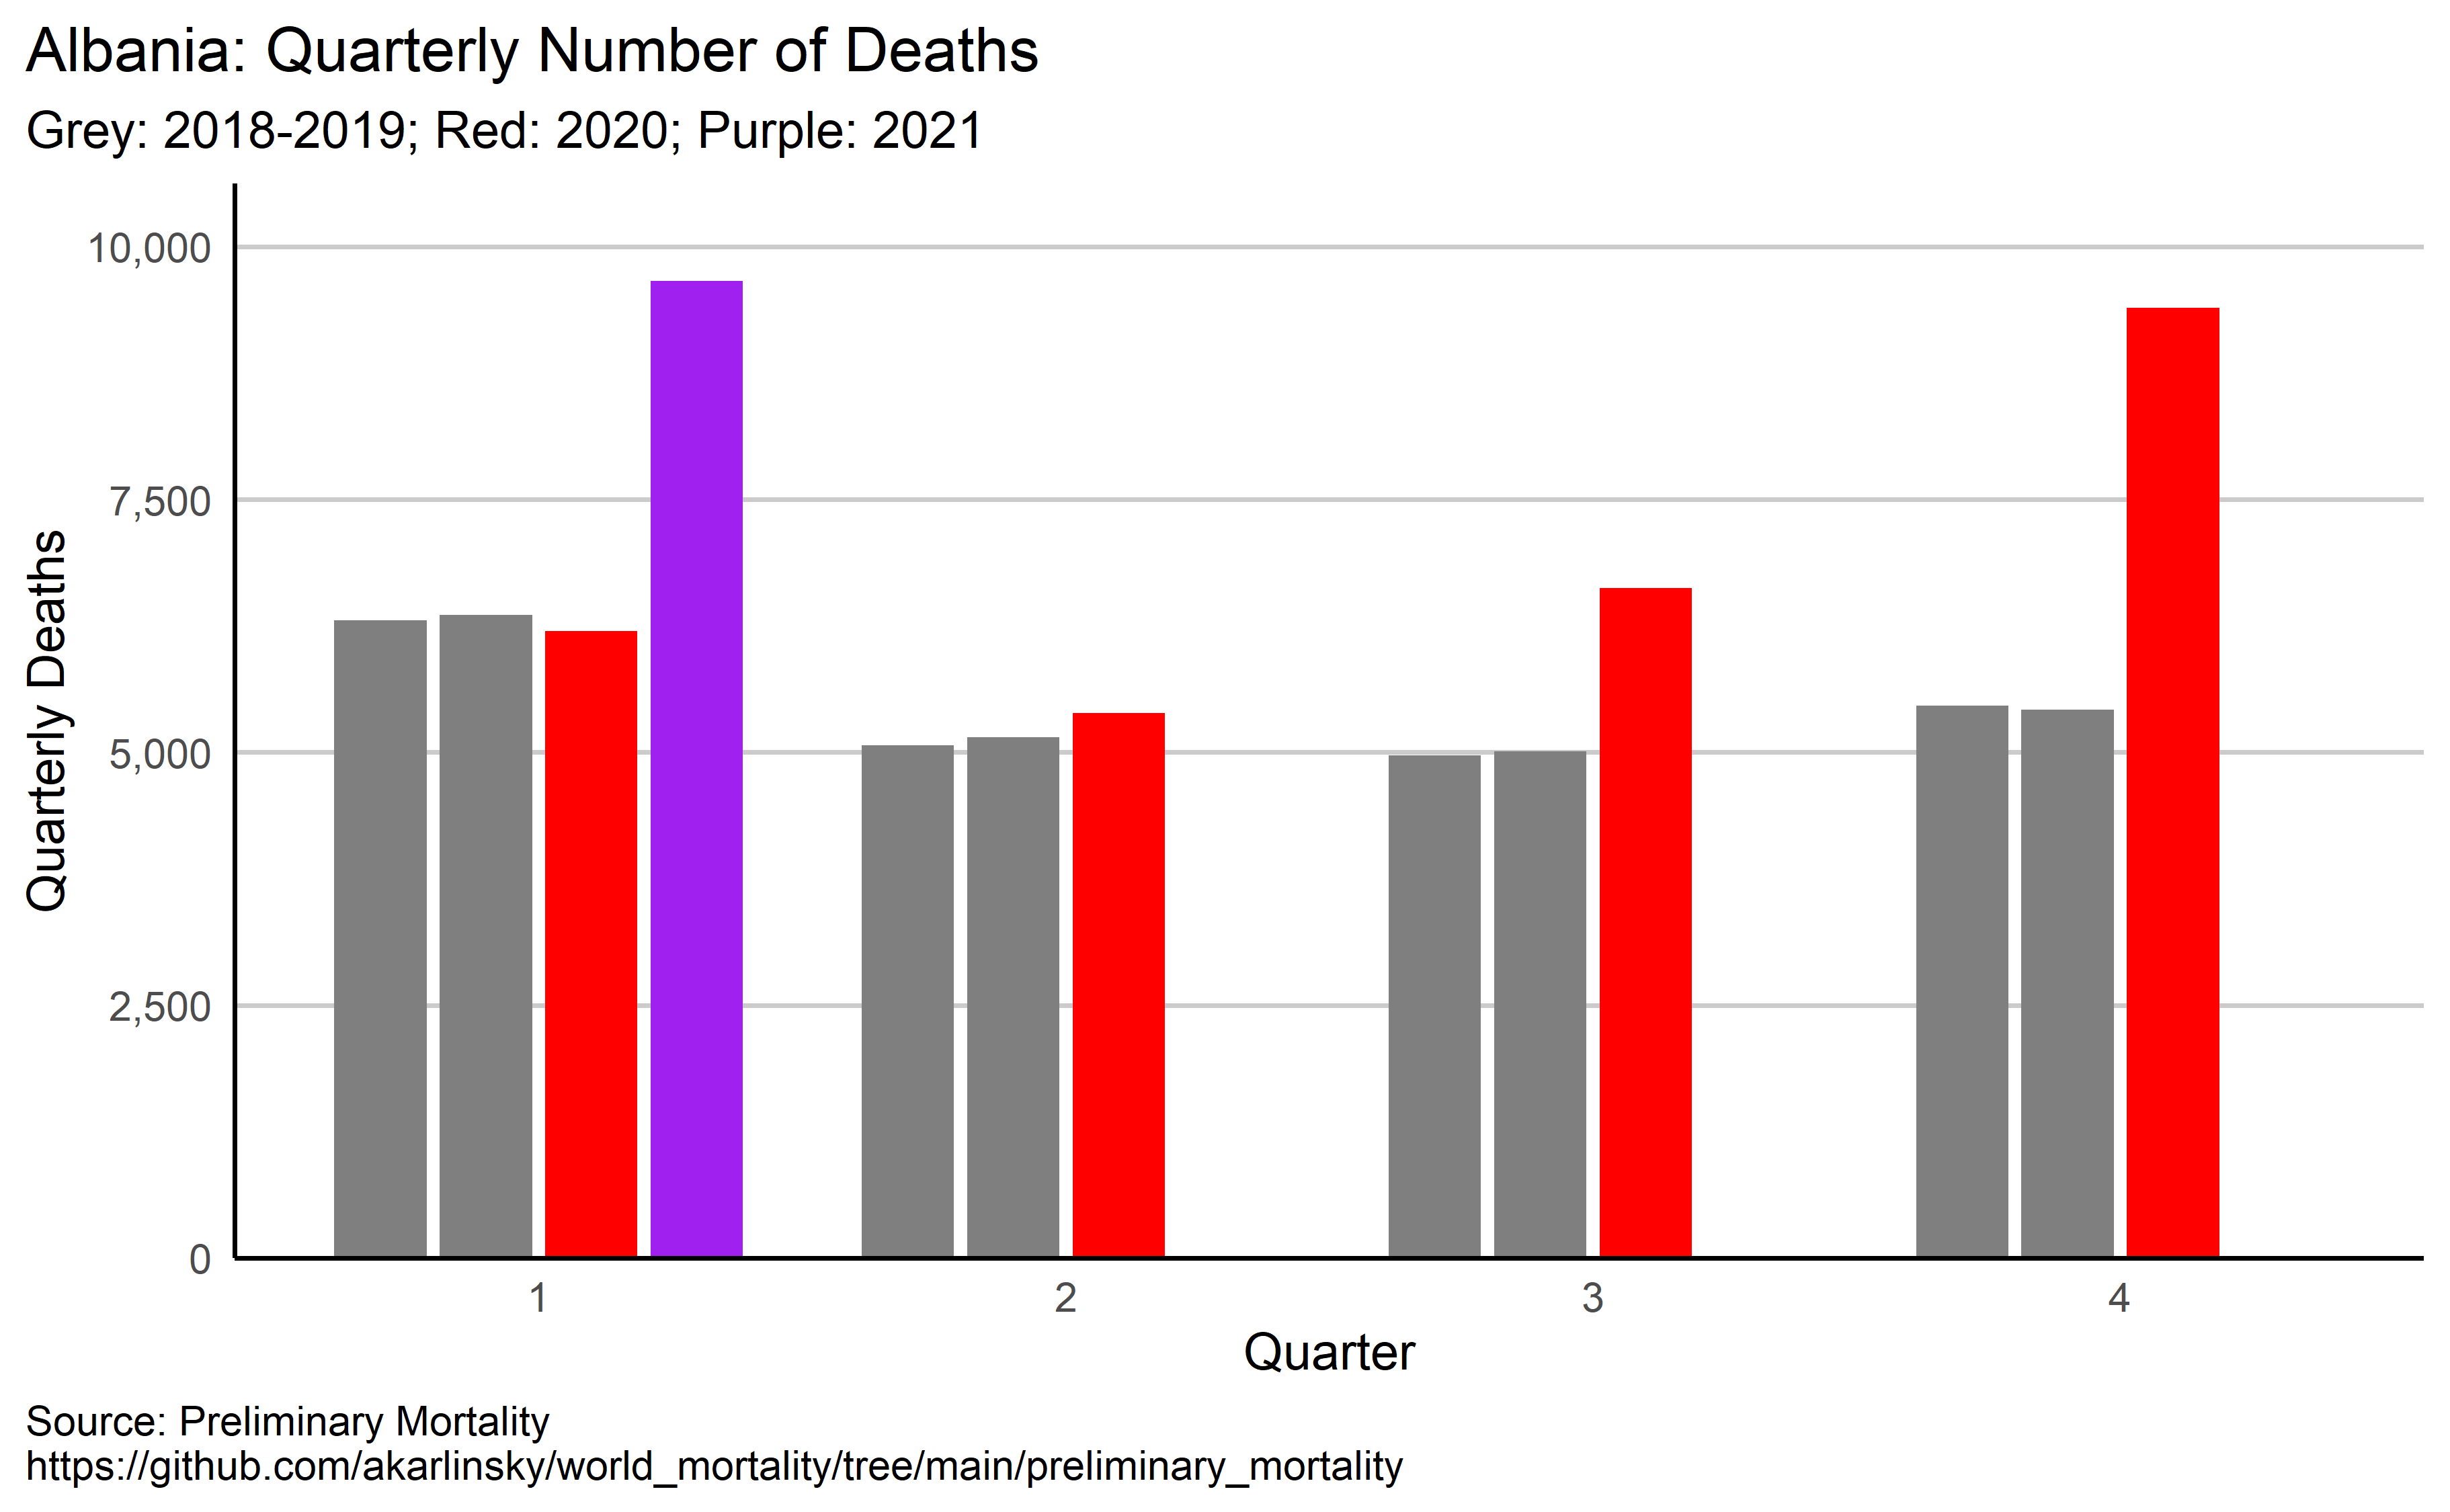 Albania: Quarterly Number of Deaths
Grey: 2018-2019; Red: 2020; Purple: 2021
10,000
7,500
5,000
2,500
0
Quarterly Deaths
1 2 3 4
Quarter
Source: Preliminary Mortality
https://github.com/akarlinsky/world_mortality/tree/main/preliminary_mortality